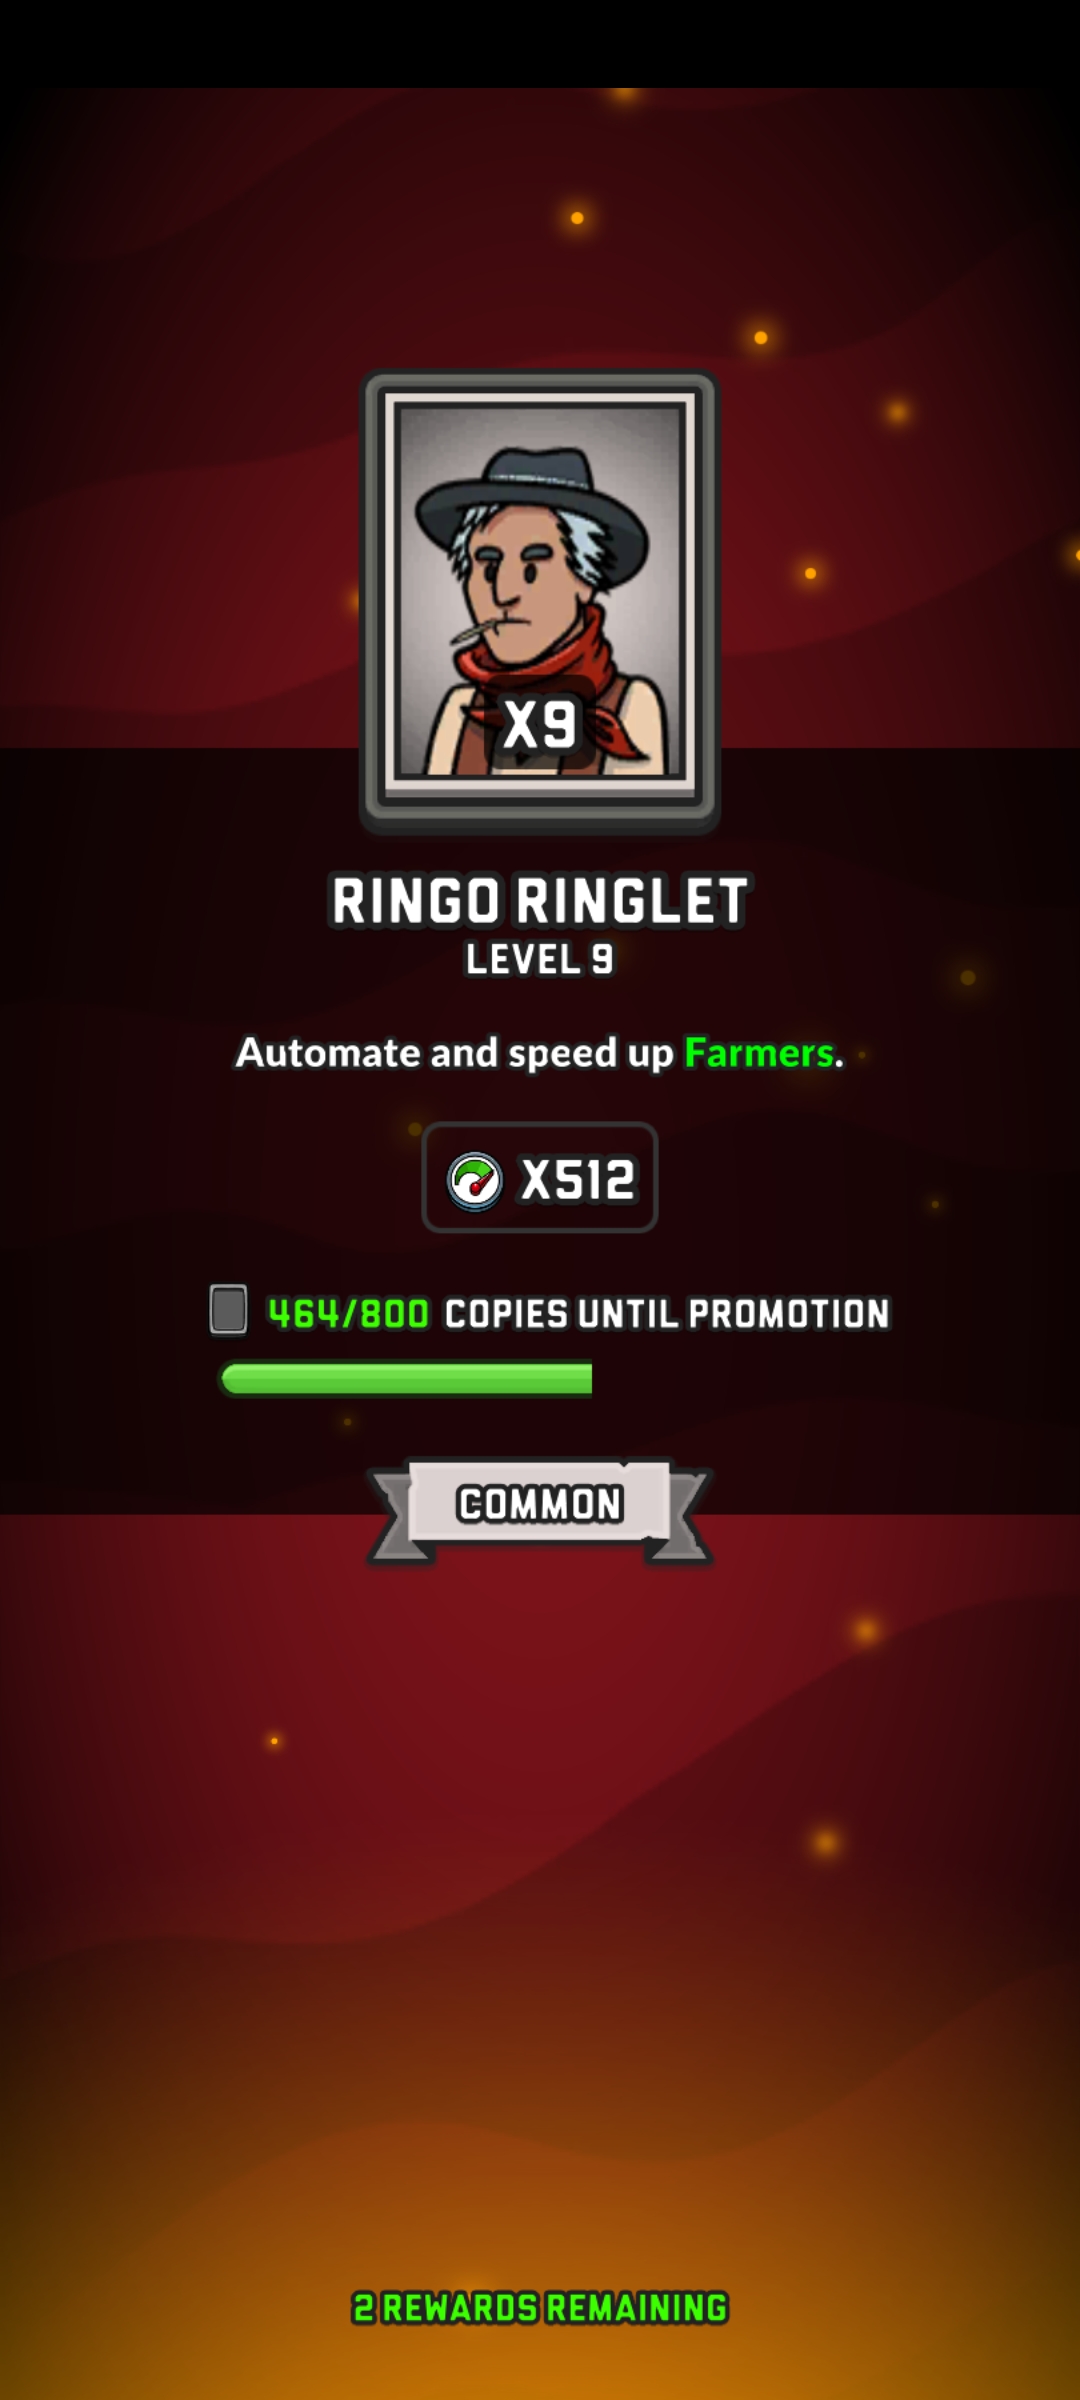 X9
RINGO RINGLET
LEVEL 9
Automate and speed up Farmers.
X512
464/800 COPIES UNTIL PROMOTION
COMMON
2 REWARDS REMAINING